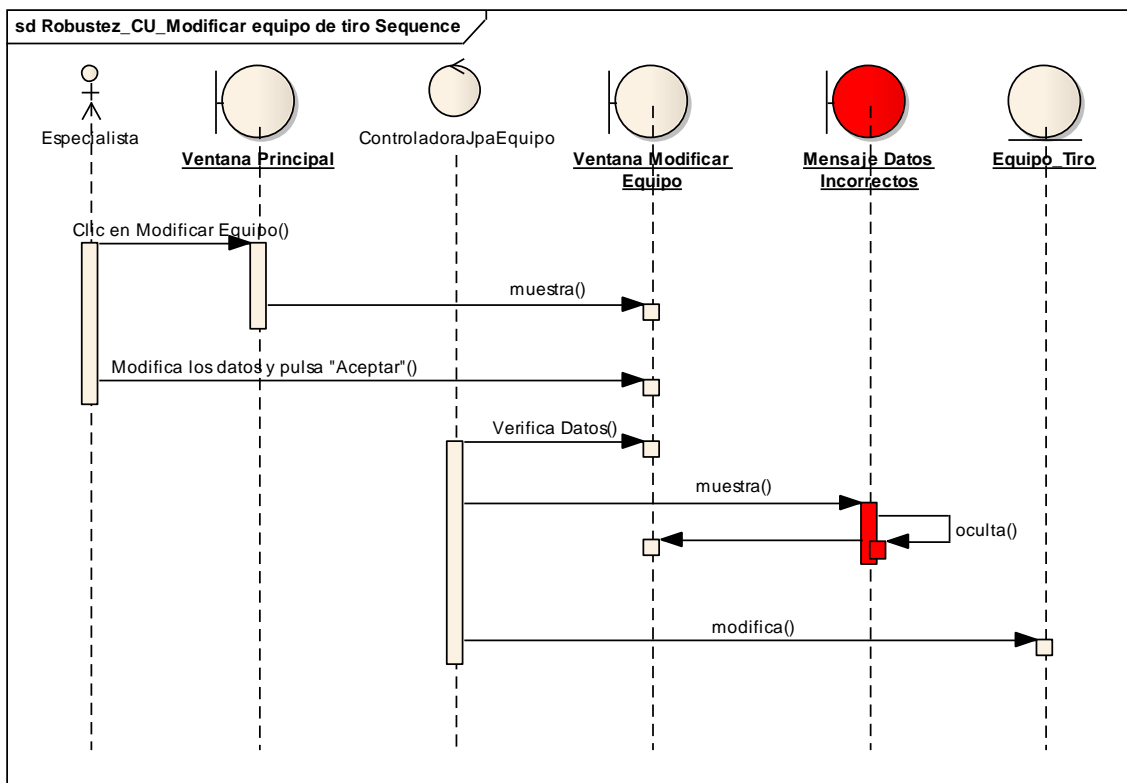 sd Robustez_CU_Modificar equipo de tiro Sequence
Especialista
Ventana Principal
ControladoraJpaEquipo
Ventana Modificar
Equipo
Mensaje Datos
Incorrectos
Equipo_Tiro
Clic en Modificar Equipo()
muestra()
Modifica los datos y pulsa "Aceptar"()
Verifica Datos()
muestra()
oculta()
modifica()